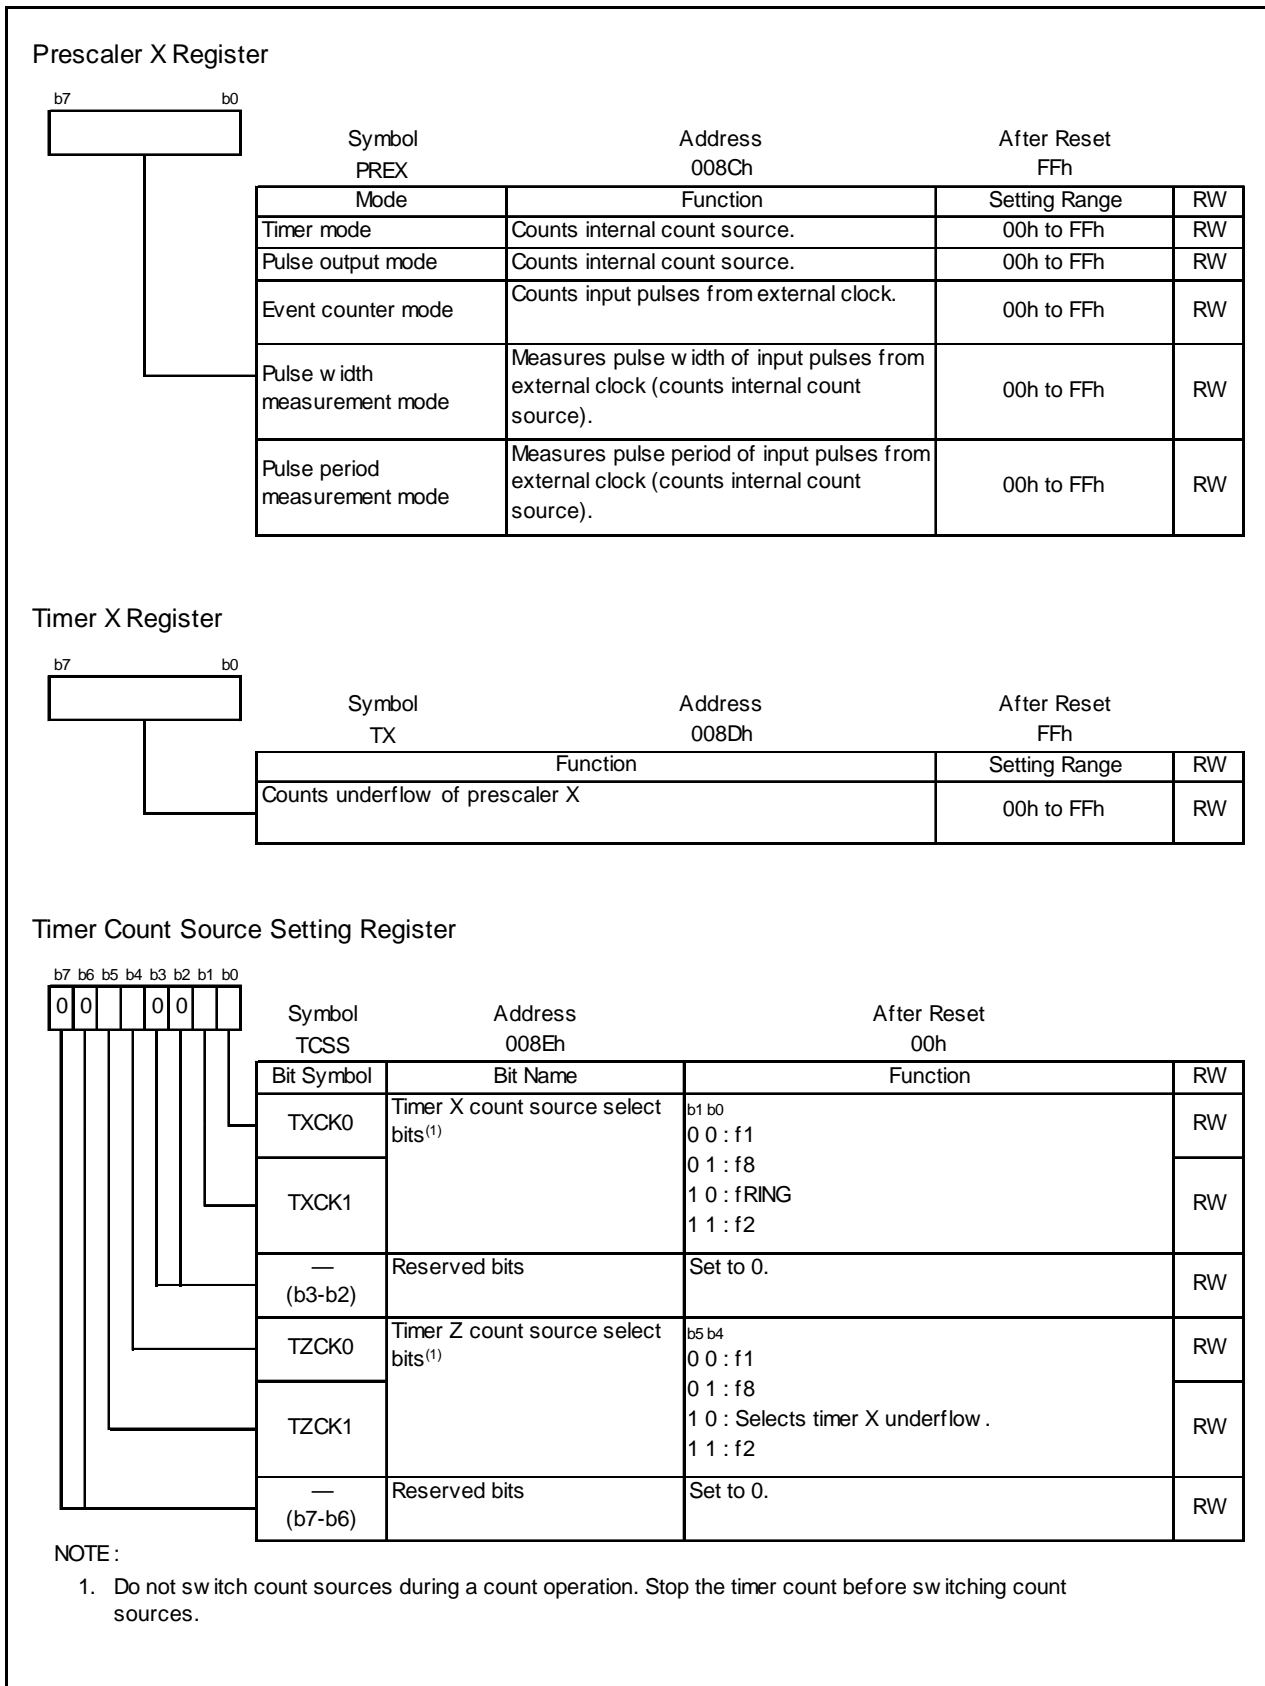 Prescaler X Register
b7 b0
Symbol Address After Reset
PREX 008Ch FFh
Mode Function Setting Range RW
Timer mode Counts internal count source. 00h to FFh RW
Pulse output mode Counts internal count source. 00h to FFh RW
Event counter mode Counts input pulses from external clock. 00h to FFh RW
Pulse width measurement mode Measures pulse width of input pulses from external clock (counts internal count source). 00h to FFh RW
Pulse period measurement mode Measures pulse period of input pulses from external clock (counts internal count source). 00h to FFh RW
Timer X Register
b7 b0
Symbol Address After Reset
TX 008Dh FFh
Function Setting Range RW
Counts underflow of prescaler X 00h to FFh RW
Timer Count Source Setting Register
b7 b6 b5 b4 b3 b2 b1 b0
0 0 0 0
Symbol Address After Reset
TCSS 008Eh 00h
Bit Symbol Bit Name Function RW
TXCK0 Timer X count source select bits(1) b1 b0 RW
0 0 : f1
0 1 : f8
TXCK1 1 0 : fRING RW
1 1 : f2
— (b3-b2) Reserved bits Set to 0. RW
TZCK0 Timer Z count source select bits(1) b5 b4 RW
0 0 : f1
0 1 : f8
TZCK1 1 0 : Selects timer X underflow. RW
1 1 : f2
— (b7-b6) Reserved bits Set to 0. RW
NOTE :
1. Do not switch count sources during a count operation. Stop the timer count before switching count
sources.